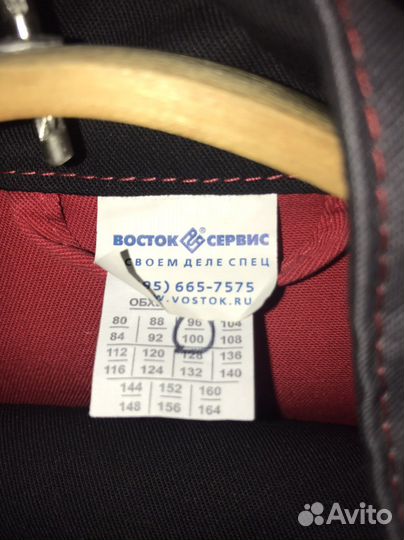 ВОСТОК СЕРВИС
СВОЕМ ДЕЛЕ СПЕЦ
95) 665-7575
VOSTOK.RU
80 88 96 104
84 92 100 108
112 120 128 136
116 124 132 140
144 152 160
148 156 164
Avito